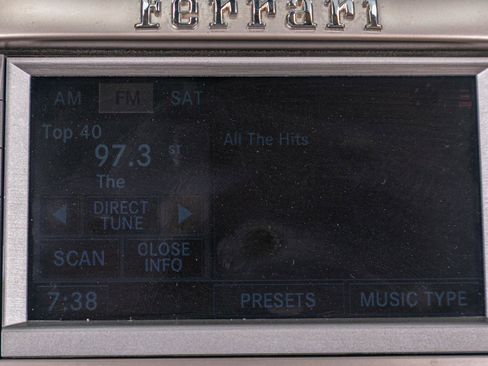 Ferrari
AM FM SAT
Top 40
97.3 ST
The
All The Hits
DIRECT
TUNE
SCAN
CLOSE
INFO
7:38
PRESETS
MUSIC TYPE